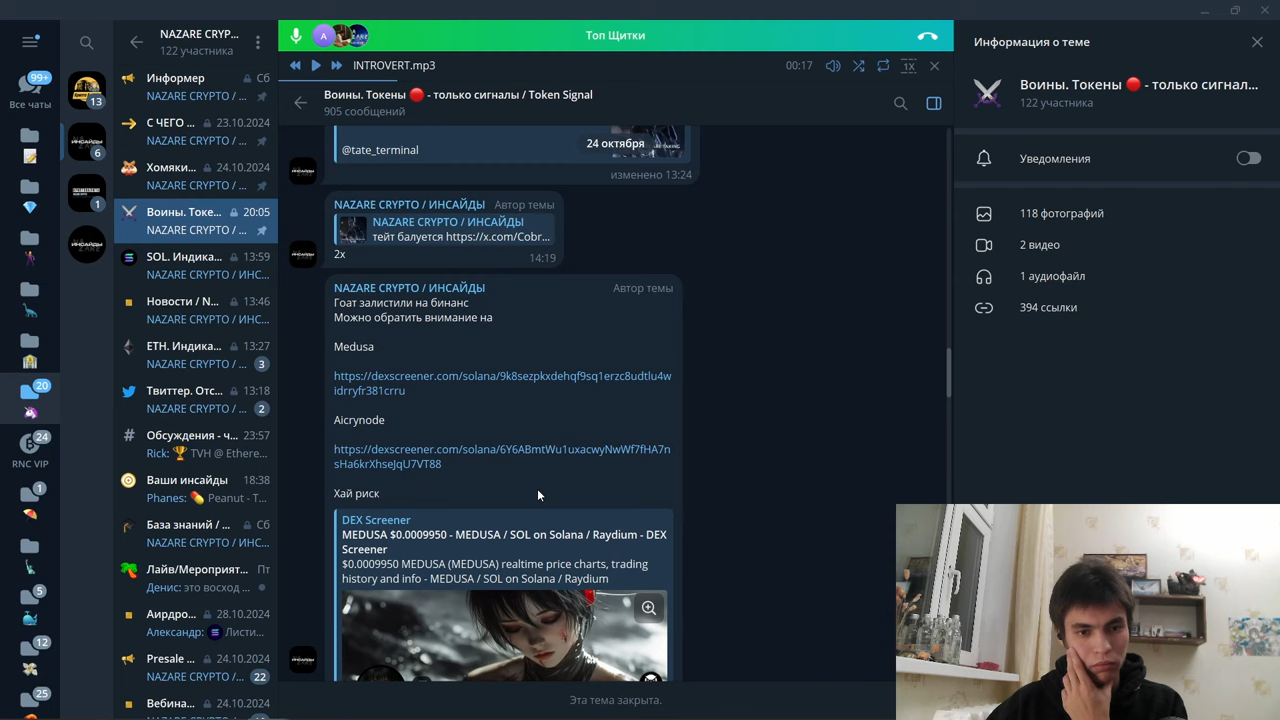 99+
Все чаты
20
24
RNC VIP
1
5
12
25
13
6
1
NAZARE CRYP...
122 участника
Информер
Сб
NAZARE CRYPTO / ...
С ЧЕГО ...
23.10.2024
NAZARE CRYPTO / ...
Хомяки...
24.10.2024
NAZARE CRYPTO / ...
Воины. Токе...
20:05
NAZARE CRYPTO / ...
SOL. Индика...
13:59
NAZARE CRYPTO / ИНС...
Новости / N...
13:46
NAZARE CRYPTO / ИНС...
ETH. Индика...
13:27
NAZARE CRYPTO / ...
3
Твиттер. Отс...
13:18
NAZARE CRYPTO / ...
2
Обсуждения - ч...
23:57
Rick: 🏆 TVH @ Ethere...
Ваши инсайды
18:38
Phanes: 💊 Peanut - T...
База знаний / ...
Сб
NAZARE CRYPTO / ИНС...
Лайв/Мероприят...
Пт
Денис: это восход ...
Аирдро...
28.10.2024
Александр: Листи...
Presale ...
24.10.2024
NAZARE CRYPTO / ...
22
Вебина...
24.10.2024
A
Топ Щитки
INTROVERT.mp3
00:17
1X
Воины. Токены 🔴 - только сигналы / Token Signal
905 сообщений
24 октября
@tate_terminal
изменено 13:24
NAZARE CRYPTO / ИНСАЙДЫ
Автор темы
NAZARE CRYPTO / ИНСАЙДЫ
тейт балуется https://x.com/Cobr...
2x
14:19
NAZARE CRYPTO / ИНСАЙДЫ
Автор темы
Гоат залистили на бинанс
Можно обратить внимание на
Medusa
https://dexscreener.com/solana/9k8sezpkxdehqf9sq1erzc8udtlu4w
idrryfr381crru
Aicrynode
https://dexscreener.com/solana/6Y6ABmtWu1uxacwyNwWf7fHA7n
sHa6krXhseJqU7VT88
Хай риск
DEX Screener
MEDUSA $0.0009950 - MEDUSA / SOL on Solana / Raydium - DEX
Screener
$0.0009950 MEDUSA (MEDUSA) realtime price charts, trading
history and info - MEDUSA / SOL on Solana / Raydium
Эта тема закрыта.
Информация о теме
Воины. Токены 🔴 - только сигнал...
122 участника
Уведомления
118 фотографий
2 видео
1 аудиофайл
394 ссылки